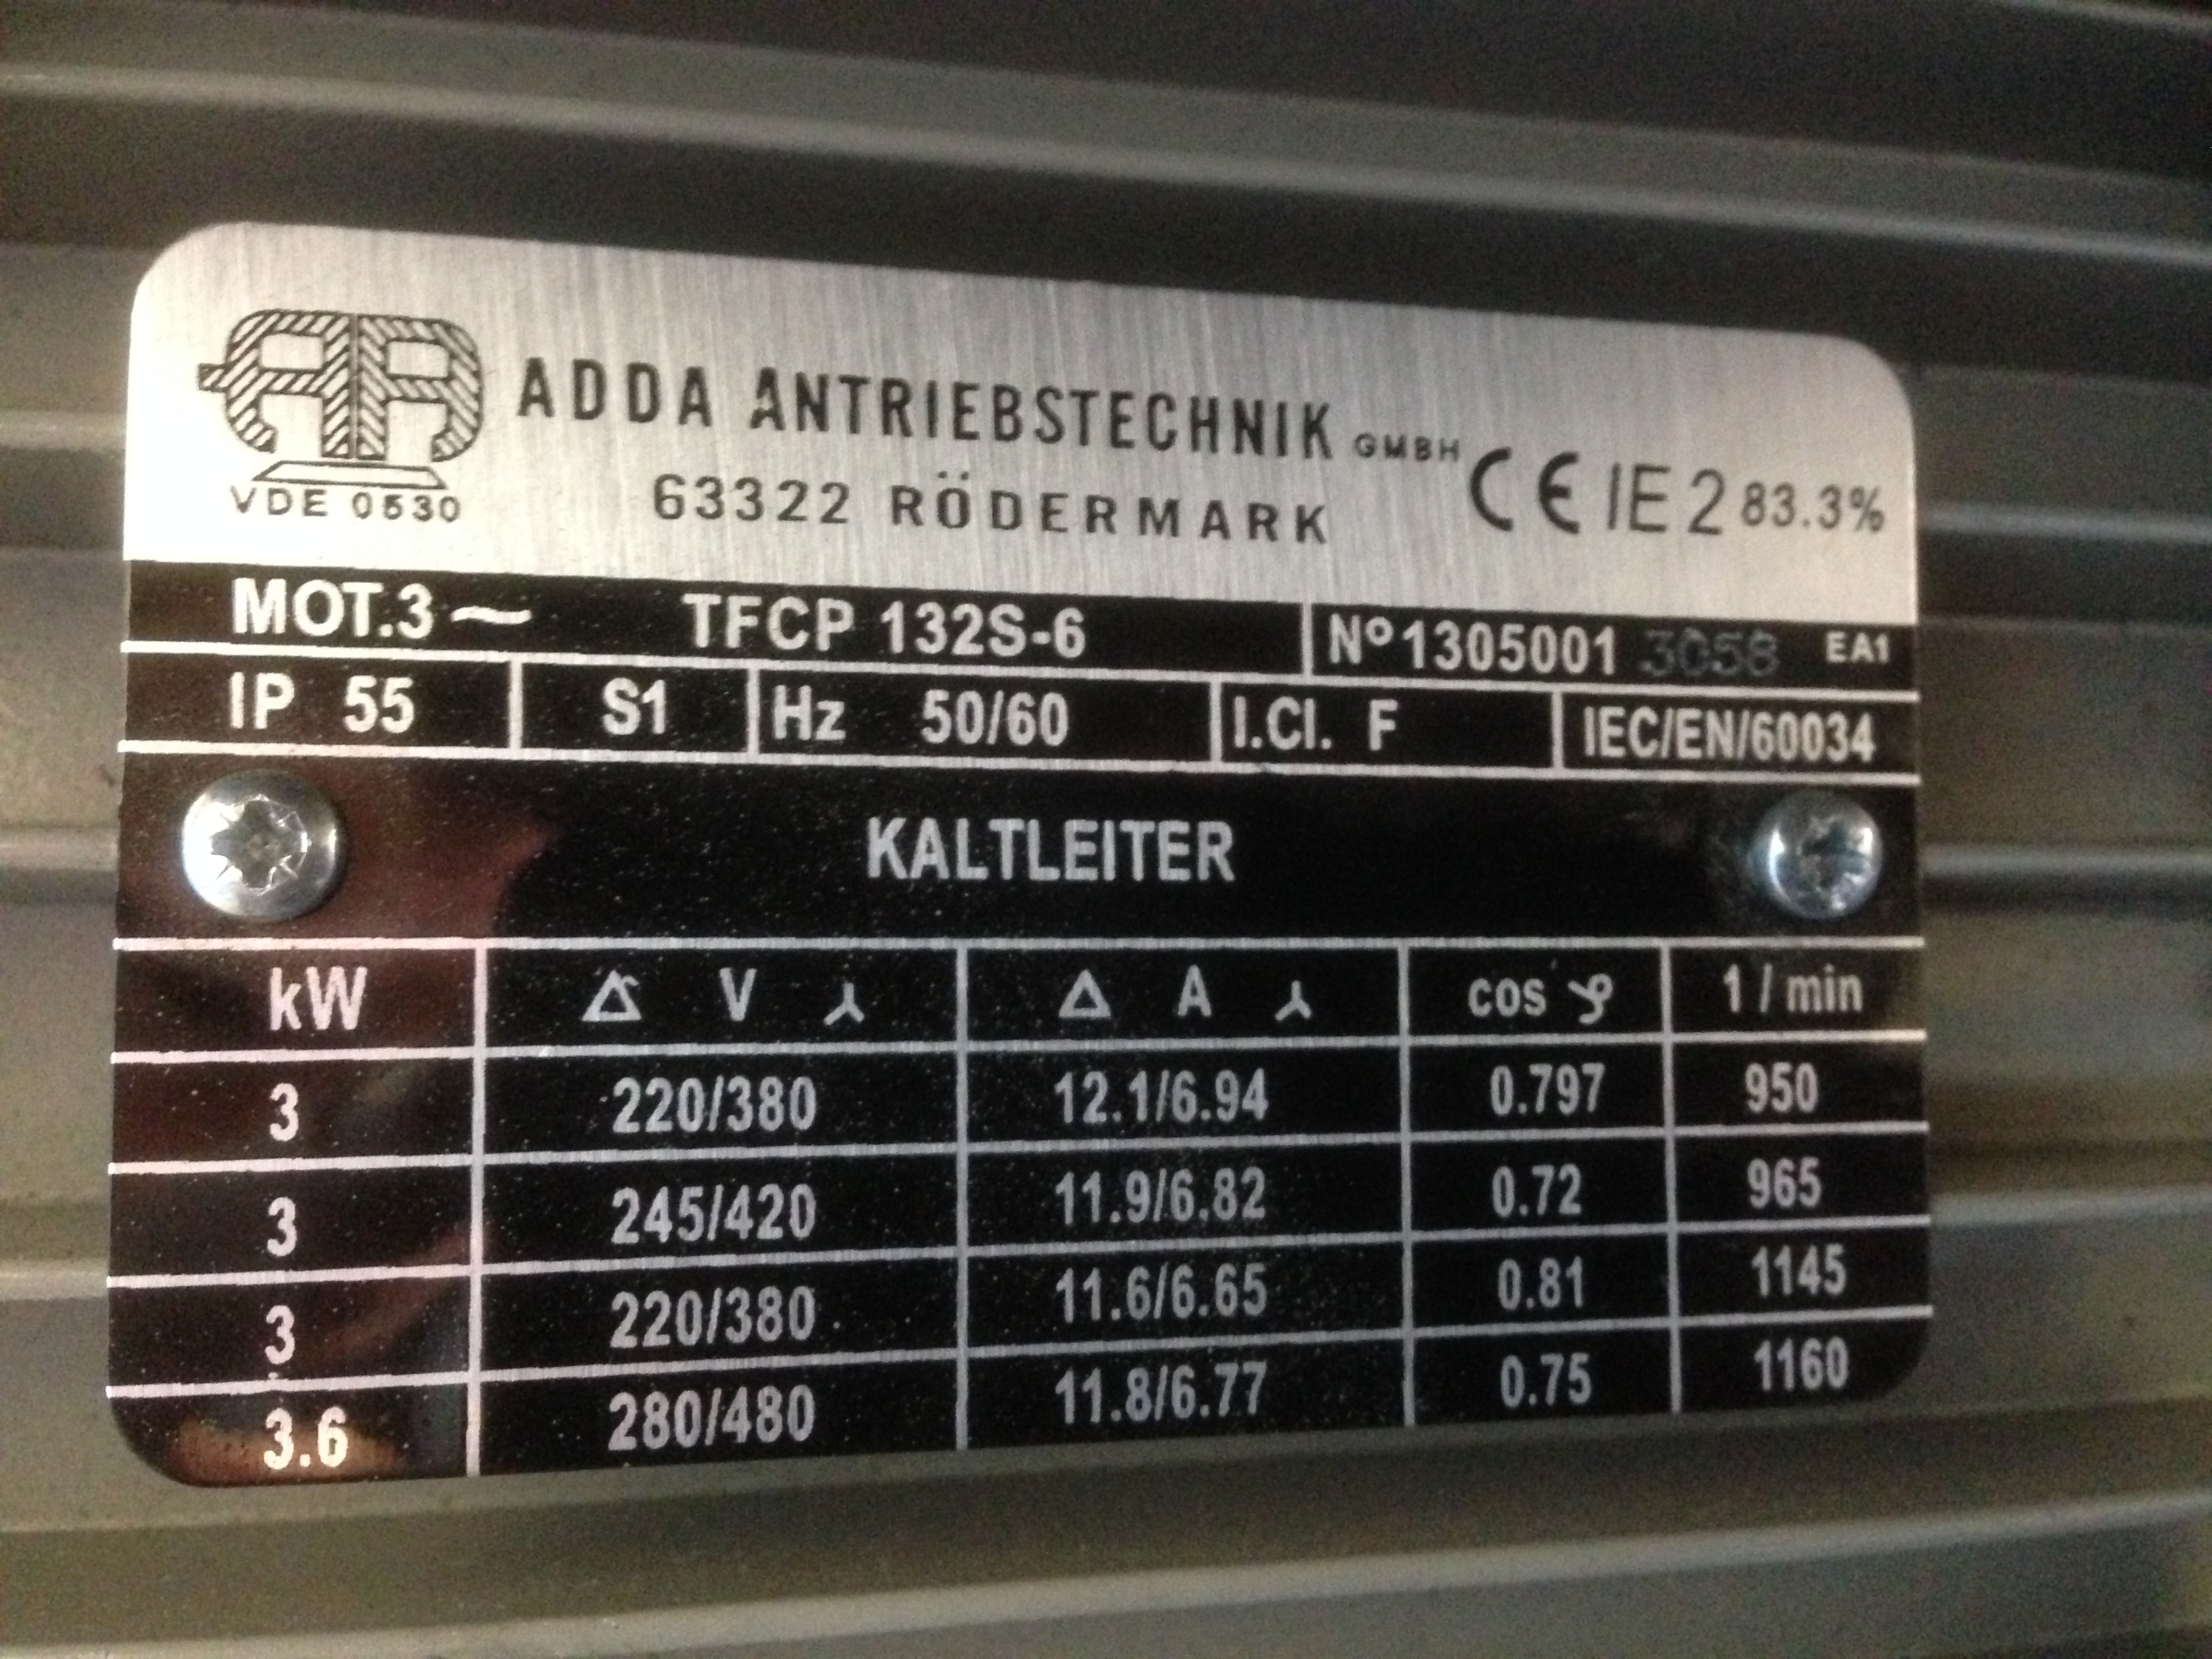 ADDA ANTRIEBSTECHNIK GMBH
VDE 0530
63322 RÖDERMARK
CE IE2 83.3%
MOT.3~ TFCP 132S-6 Nº1305001 3058 EA1
IP 55 S1 Hz 50/60 I.Cl. F IEC/EN/60034
KALTLEITER
kW Δ V ⅄ Δ A ⅄ cos φ 1 / min
3 220/380 12.1/6.94 0.797 950
3 245/420 11.9/6.82 0.72 965
3 220/380 11.6/6.65 0.81 1145
3.6 280/480 11.8/6.77 0.75 1160